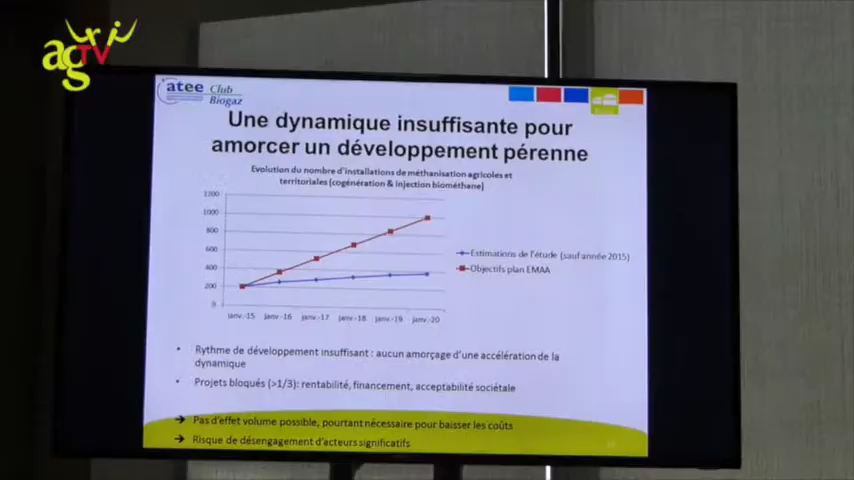 agriTV
atee Club
Biogaz
Une dynamique insuffisante pour
amorcer un développement pérenne
Evolution du nombre d'installations de méthanisation agricoles et
territoriales (cogénération & injection biométhane)
1200
1000
800
600
400
200
0
janv.-15 janv.-16 janv.-17 janv.-18 janv.-19 janv.-20
Estimations de l'étude (sauf année 2015)
Objectifs plan EMAA
• Rythme de développement insuffisant : aucun amorçage d'une accélération de la
dynamique
• Projets bloqués (>1/3): rentabilité, financement, acceptabilité sociétale
→ Pas d'effet volume possible, pourtant nécessaire pour baisser les coûts
→ Risque de désengagement d'acteurs significatifs